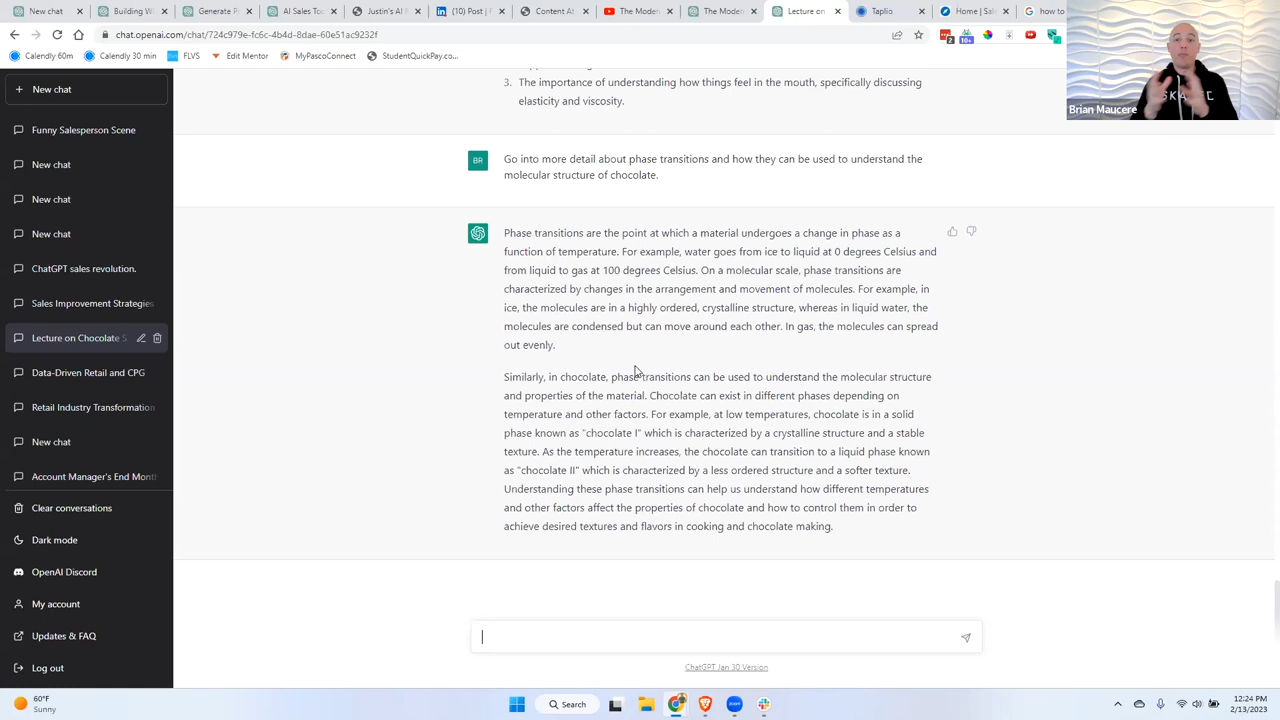 Building W
Generate P
AI Sales Too
Justin's AI M
(10) Post | F
Content At
The Moder
Lecture on
Taplio
Home | Sale
how to
chat.openai.com/chat/724c979e-fc6c-4b4d-8dae-60e51ac9232f
2
10+
Calendly 60m
Calendly 30 min
FLVS
Edit Mentor
MyPascoConnect
StudentQuickPay.co...
SKA
Brian Maucere
New chat
Funny Salesperson Scene
New chat
New chat
New chat
ChatGPT sales revolution.
Sales Improvement Strategies
Lecture on Chocolate S
Data-Driven Retail and CPG
Retail Industry Transformation
New chat
Account Manager's End Month
Clear conversations
Dark mode
OpenAI Discord
My account
Updates & FAQ
Log out
3. The importance of understanding how things feel in the mouth, specifically discussing
elasticity and viscosity.
BR
Go into more detail about phase transitions and how they can be used to understand the
molecular structure of chocolate.
Phase transitions are the point at which a material undergoes a change in phase as a
function of temperature. For example, water goes from ice to liquid at 0 degrees Celsius and
from liquid to gas at 100 degrees Celsius. On a molecular scale, phase transitions are
characterized by changes in the arrangement and movement of molecules. For example, in
ice, the molecules are in a highly ordered, crystalline structure, whereas in liquid water, the
molecules are condensed but can move around each other. In gas, the molecules can spread
out evenly.
Similarly, in chocolate, phase transitions can be used to understand the molecular structure
and properties of the material. Chocolate can exist in different phases depending on
temperature and other factors. For example, at low temperatures, chocolate is in a solid
phase known as "chocolate I" which is characterized by a crystalline structure and a stable
texture. As the temperature increases, the chocolate can transition to a liquid phase known
as "chocolate II" which is characterized by a less ordered structure and a softer texture.
Understanding these phase transitions can help us understand how different temperatures
and other factors affect the properties of chocolate and how to control them in order to
achieve desired textures and flavors in cooking and chocolate making.
ChatGPT Jan 30 Version
60°F
Sunny
Search
12:24 PM
2/13/2023